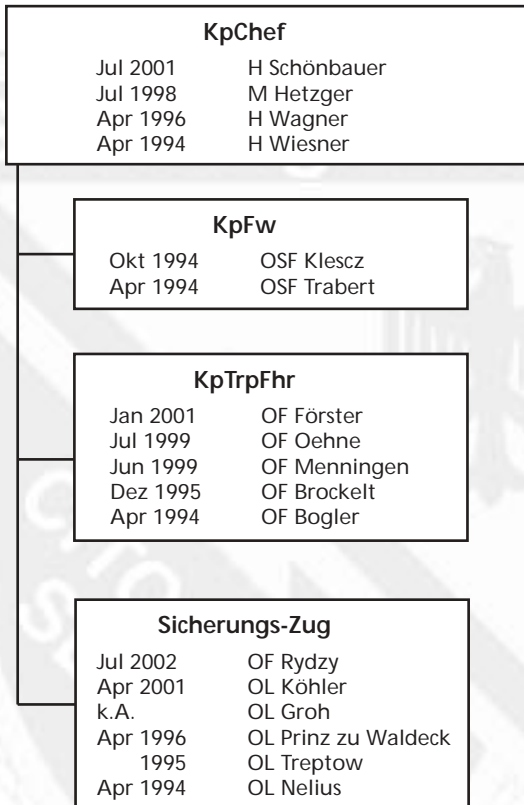 KpChef
Jul 2001 H Schönbauer
Jul 1998 M Hetzger
Apr 1996 H Wagner
Apr 1994 H Wiesner
KpFw
Okt 1994 OSF Klescz
Apr 1994 OSF Trabert
KpTrpFhr
Jan 2001 OF Förster
Jul 1999 OF Oehne
Jun 1999 OF Menningen
Dez 1995 OF Brockelt
Apr 1994 OF Bogler
Sicherungs-Zug
Jul 2002 OF Rydzy
Apr 2001 OL Köhler
k.A. OL Groh
Apr 1996 OL Prinz zu Waldeck
1995 OL Treptow
Apr 1994 OL Nelius
CITO